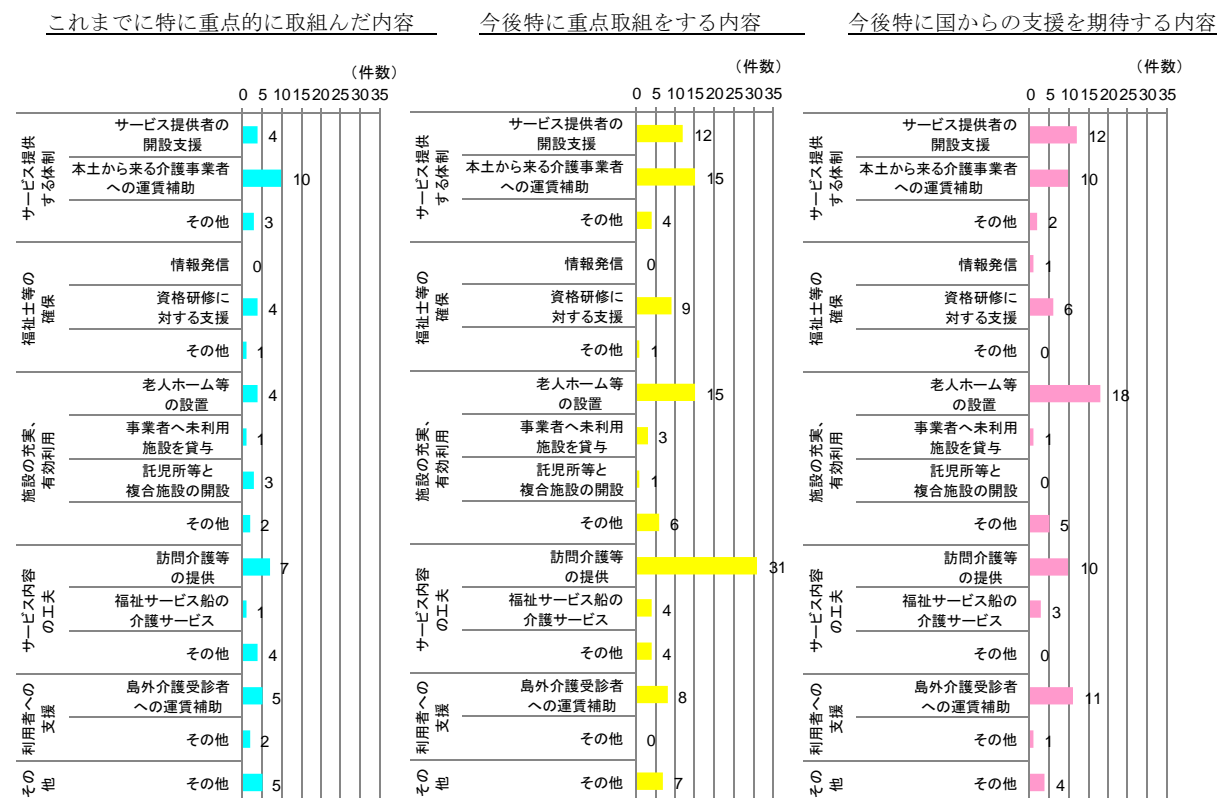 これまでに特に重点的に取組んだ内容
（件数）
0 5 10 15 20 25 30 35
サービス提供
する体制
サービス提供者の
開設支援
4
本土から来る介護事業者
への運賃補助
10
その他
3
福祉士等の
確保
情報発信
0
資格研修に
対する支援
4
その他
1
施設の充実、
有効利用
老人ホーム等
の設置
4
事業者へ未利用
施設を貸与
1
託児所等と
複合施設の開設
3
その他
2
サービス内容
の工夫
訪問介護等
の提供
7
福祉サービス船の
介護サービス
1
その他
4
利用者への
支援
島外介護受診者
への運賃補助
5
その他
2
その
他
その他
5
今後特に重点取組をする内容
（件数）
0 5 10 15 20 25 30 35
サービス提供
する体制
サービス提供者の
開設支援
12
本土から来る介護事業者
への運賃補助
15
その他
4
福祉士等の
確保
情報発信
0
資格研修に
対する支援
9
その他
1
施設の充実、
有効利用
老人ホーム等
の設置
15
事業者へ未利用
施設を貸与
3
託児所等と
複合施設の開設
1
その他
6
サービス内容
の工夫
訪問介護等
の提供
31
福祉サービス船の
介護サービス
4
その他
4
利用者への
支援
島外介護受診者
への運賃補助
8
その他
0
その
他
その他
7
今後特に国からの支援を期待する内容
（件数）
0 5 10 15 20 25 30 35
サービス提供
する体制
サービス提供者の
開設支援
12
本土から来る介護事業者
への運賃補助
10
その他
2
福祉士等の
確保
情報発信
1
資格研修に
対する支援
6
その他
0
施設の充実、
有効利用
老人ホーム等
の設置
18
事業者へ未利用
施設を貸与
1
託児所等と
複合施設の開設
0
その他
5
サービス内容
の工夫
訪問介護等
の提供
10
福祉サービス船の
介護サービス
3
その他
0
利用者への
支援
島外介護受診者
への運賃補助
11
その他
1
その
他
その他
4